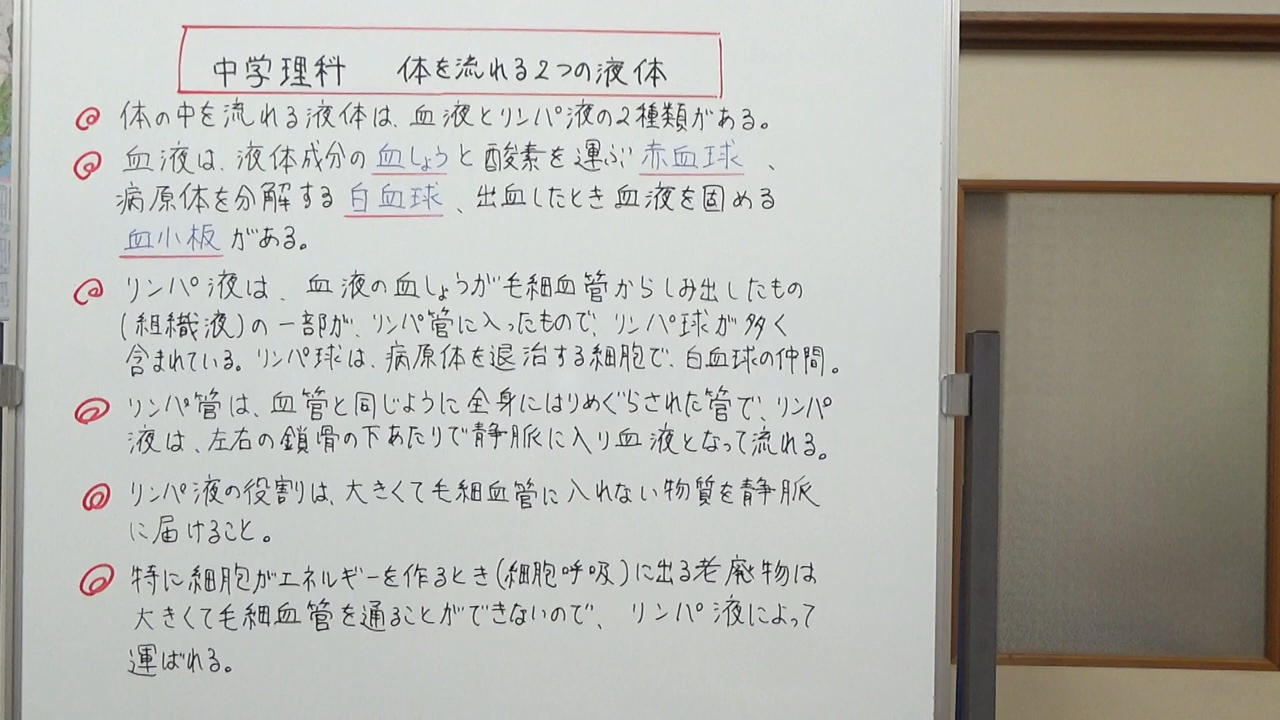 中学理科 体を流れる2つの液体
体の中を流れる液体は、血液とリンパ液の2種類がある。
血液は、液体成分の血しょうと酸素を運ぶ赤血球、
病原体を分解する白血球、出血したとき血液を固める
血小板がある。
リンパ液は、血液の血しょうが毛細血管からしみ出したもの
(組織液)の一部が、リンパ管に入ったもので、リンパ球が多く
含まれている。リンパ球は、病原体を退治する細胞で、白血球の仲間。
リンパ管は、血管と同じように全身にはりめぐらされた管で、リンパ
液は、左右の鎖骨の下あたりで静脈に入り血液となって流れる。
リンパ液の役割は、大きくて毛細血管に入れない物質を静脈
に届けること。
特に細胞がエネルギーを作るとき(細胞呼吸)に出る老廃物は
大きくて毛細血管を通ることができないので、リンパ液によって
運ばれる。